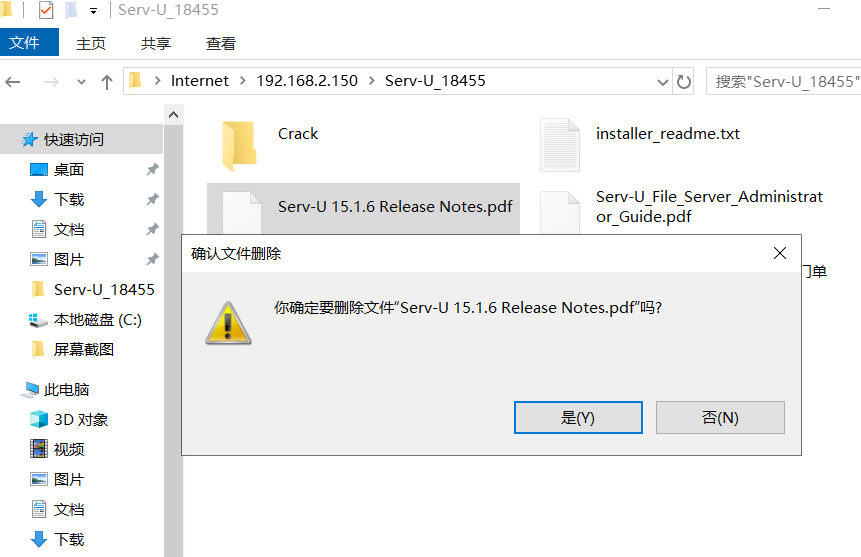 Serv-U_18455
文件 主页 共享 查看
Internet 192.168.2.150 Serv-U_18455 搜索"Serv-U_18455"
快速访问
桌面
下载
文档
图片
Serv-U_18455
本地磁盘 (C:)
屏幕截图
此电脑
3D 对象
视频
图片
文档
下载
Crack
installer_readme.txt
Serv-U 15.1.6 Release Notes.pdf
Serv-U_File_Server_Administrat
or_Guide.pdf
单
确认文件删除
你确定要删除文件“Serv-U 15.1.6 Release Notes.pdf”吗?
是(Y)
否(N)